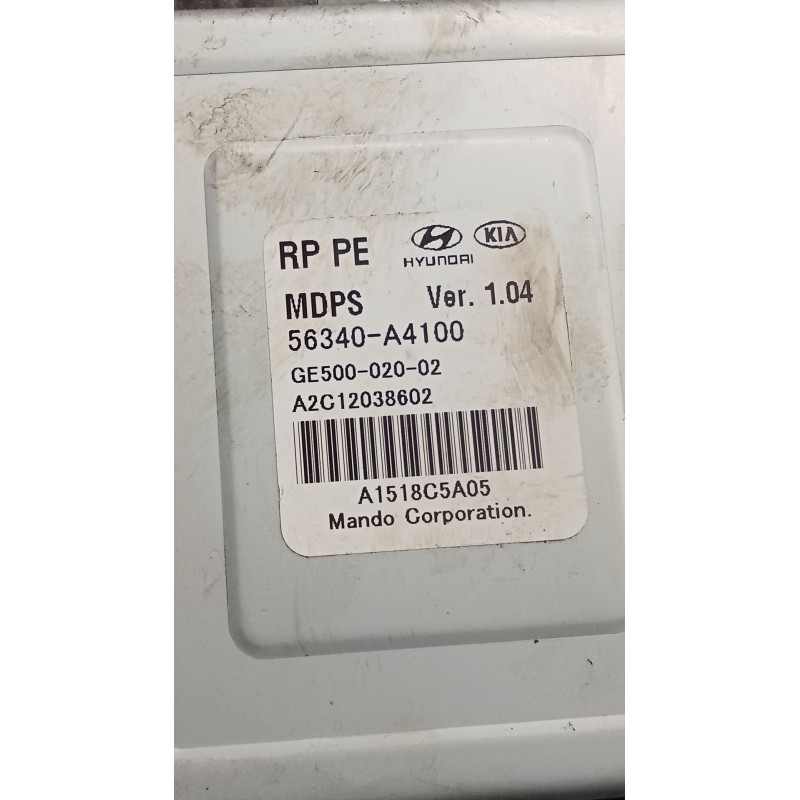 RP PE HYUNDAI KIA
MDPS Ver. 1.04
56340-A4100
GE500-020-02
A2C12038602
A1518C5A05
Mando Corporation.